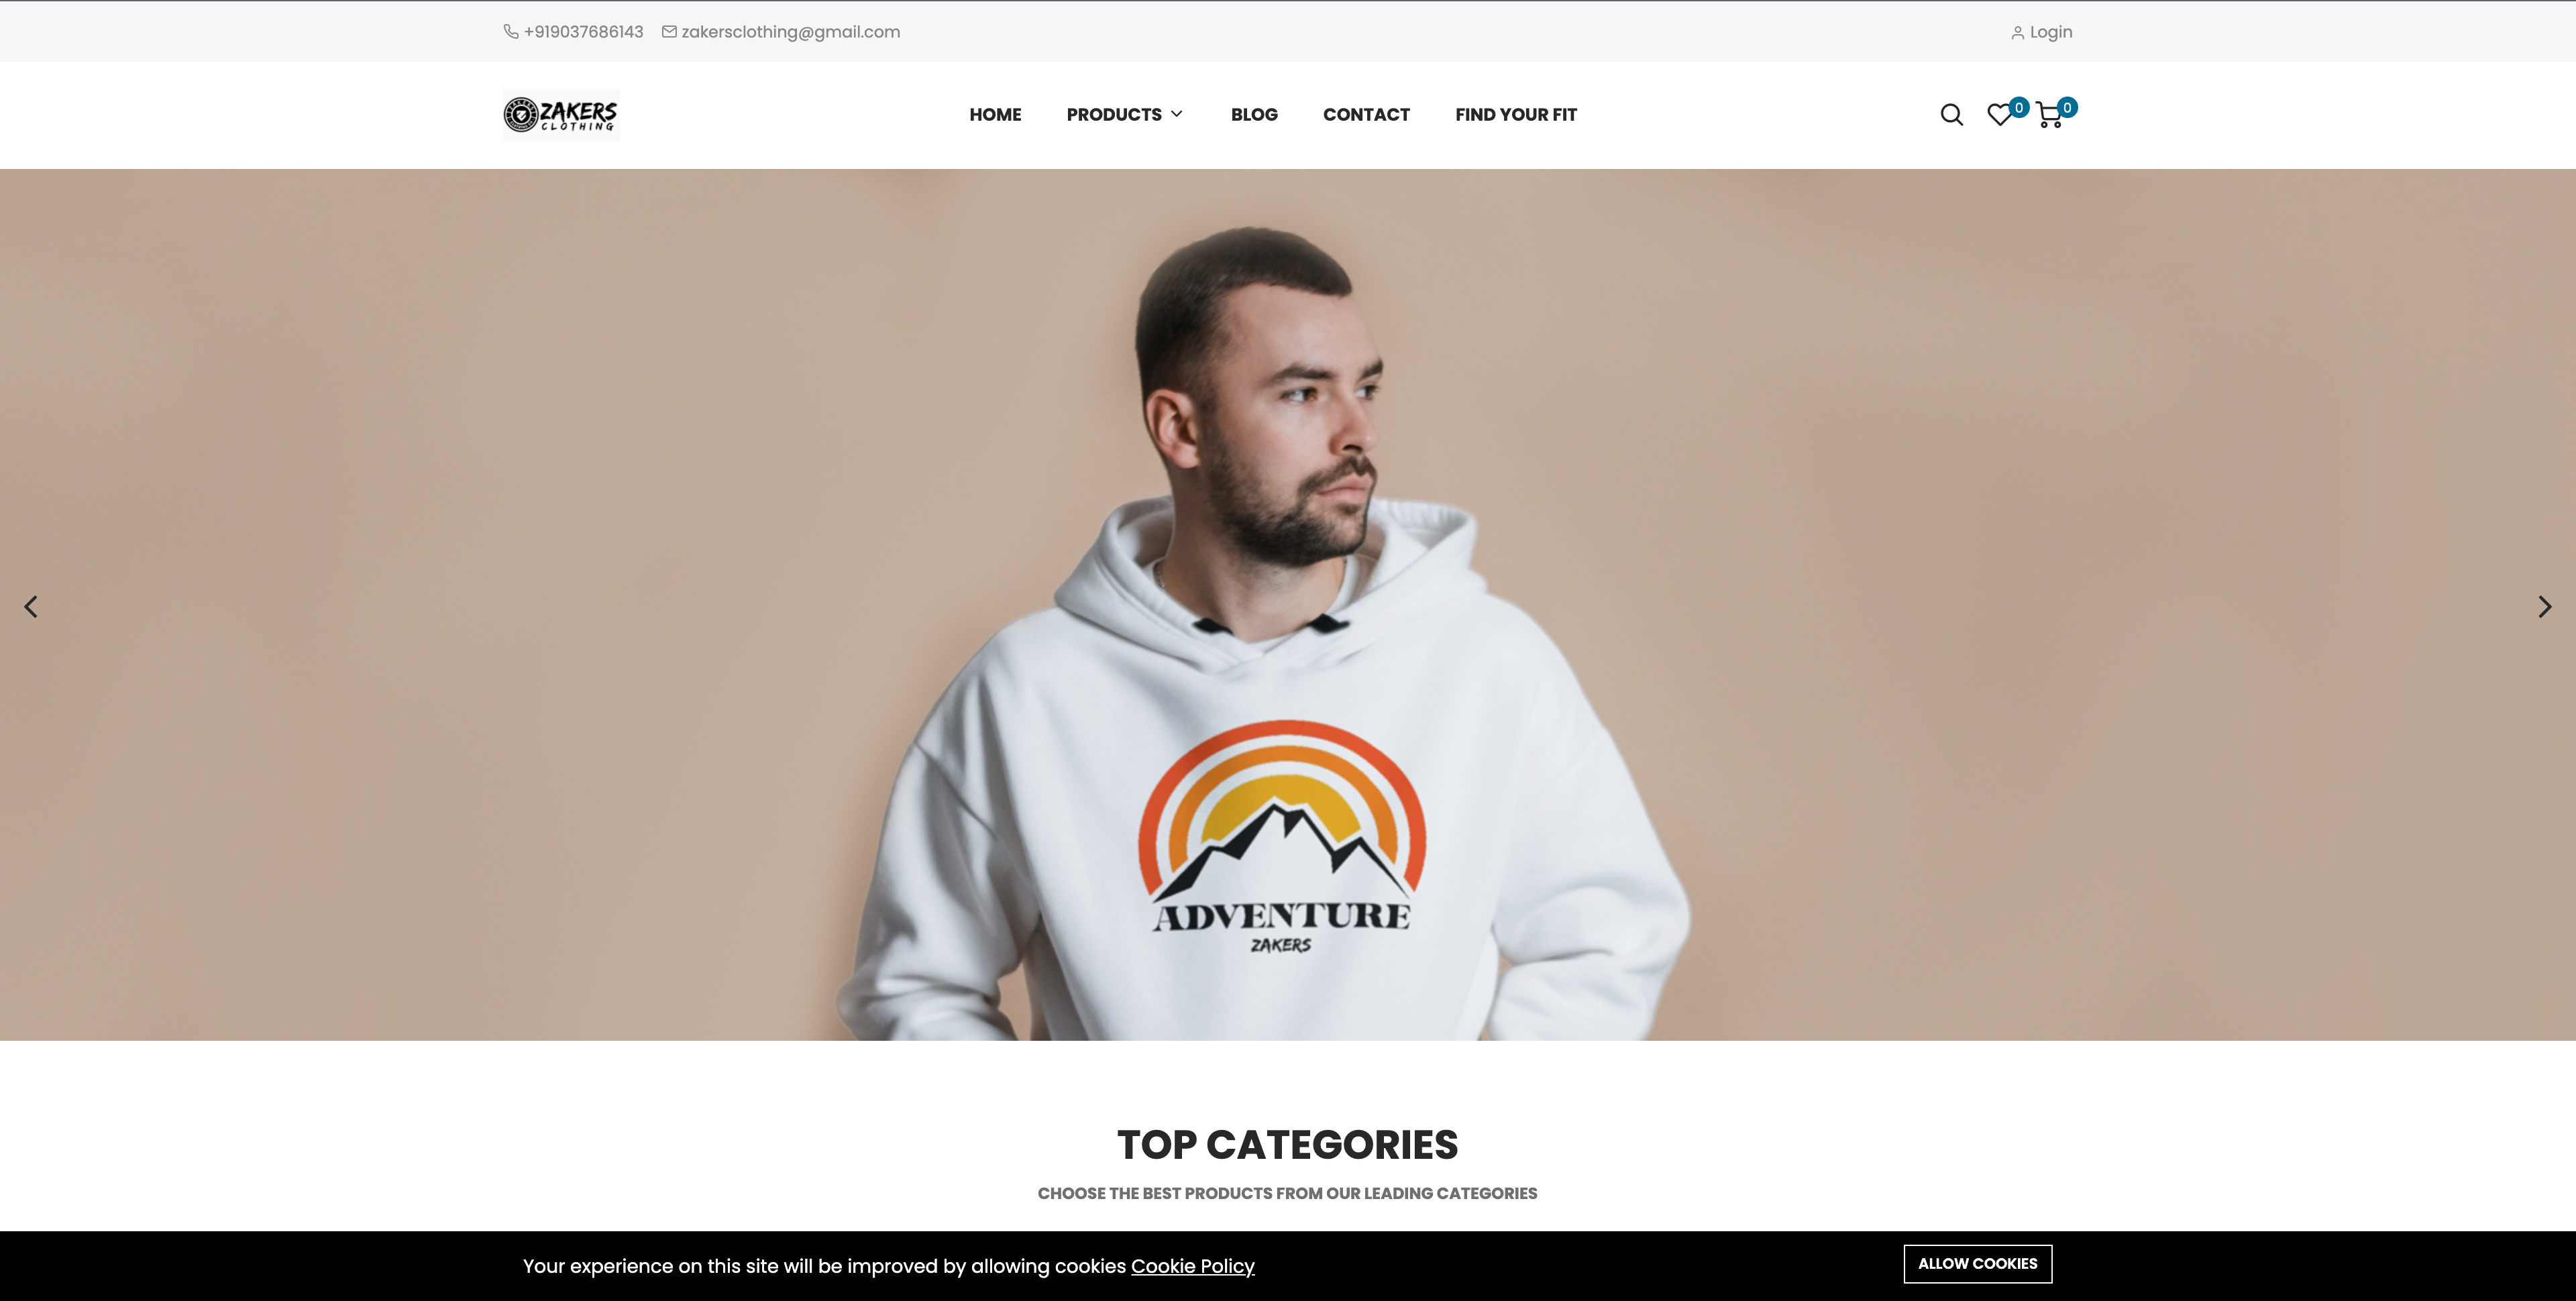 +919037686143 zakersclothing@gmail.com Login
ZAKERS
CLOTHING
HOME PRODUCTS BLOG CONTACT FIND YOUR FIT
0 0
ADVENTURE
ZAKERS
TOP CATEGORIES
CHOOSE THE BEST PRODUCTS FROM OUR LEADING CATEGORIES
Your experience on this site will be improved by allowing cookies Cookie Policy
ALLOW COOKIES